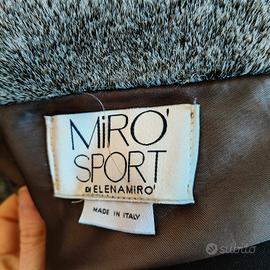 MiRO'
SPORT
DI ELENAMIRO'
MADE IN ITALY
subito